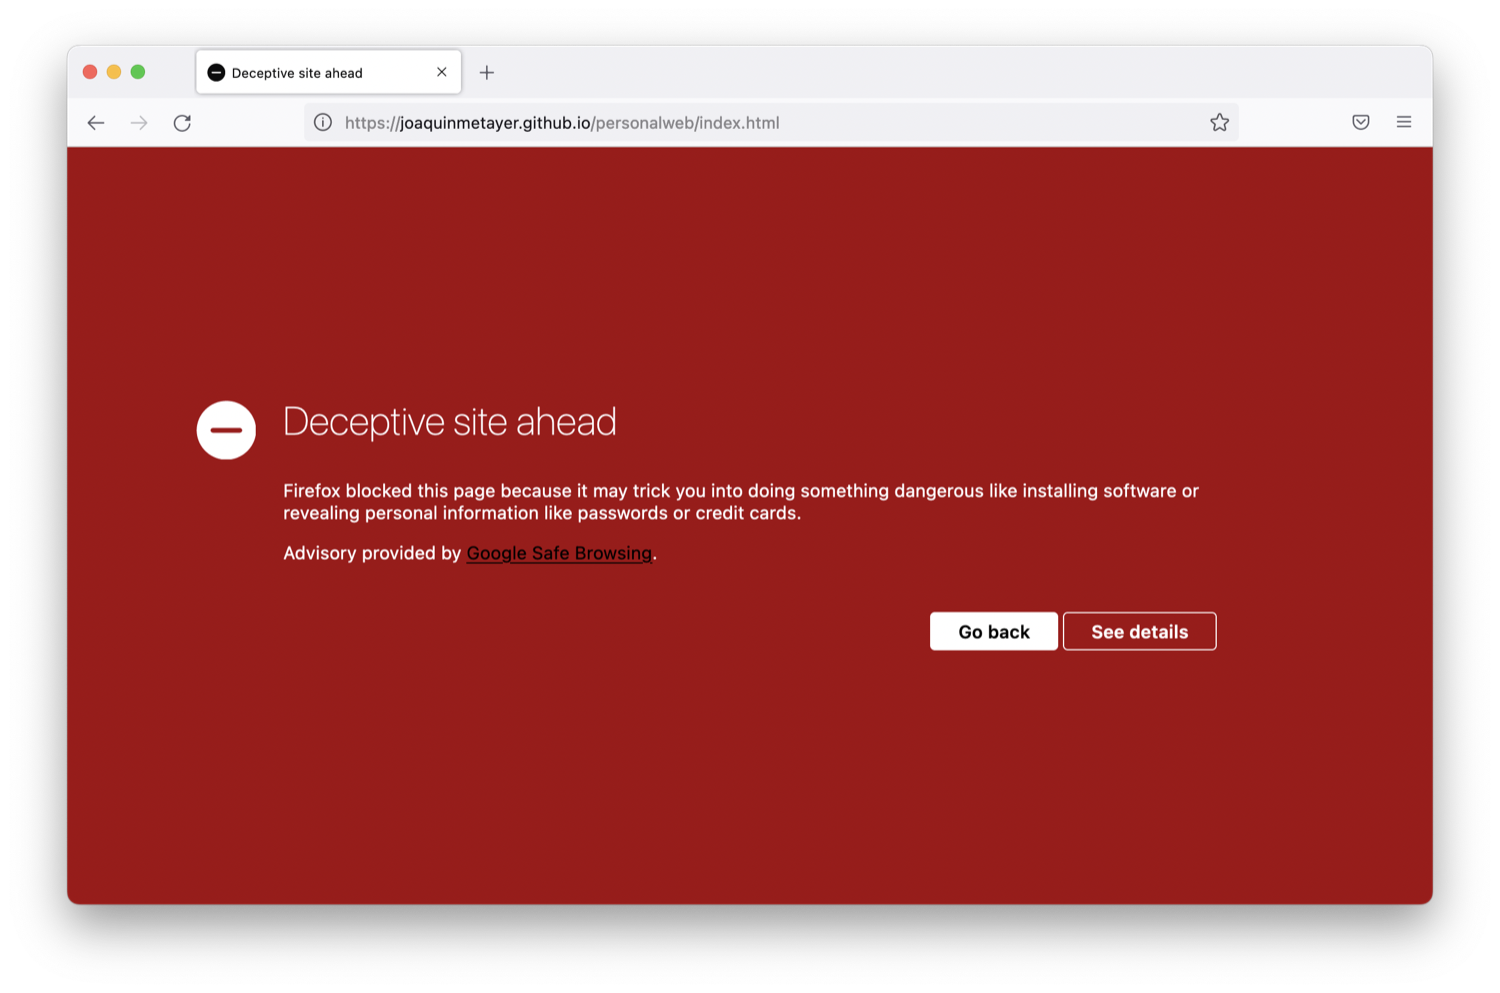 Deceptive site ahead
https://joaquinmetayer.github.io/personalweb/index.html
Deceptive site ahead
Firefox blocked this page because it may trick you into doing something dangerous like installing software or
revealing personal information like passwords or credit cards.
Advisory provided by Google Safe Browsing.
Go back See details